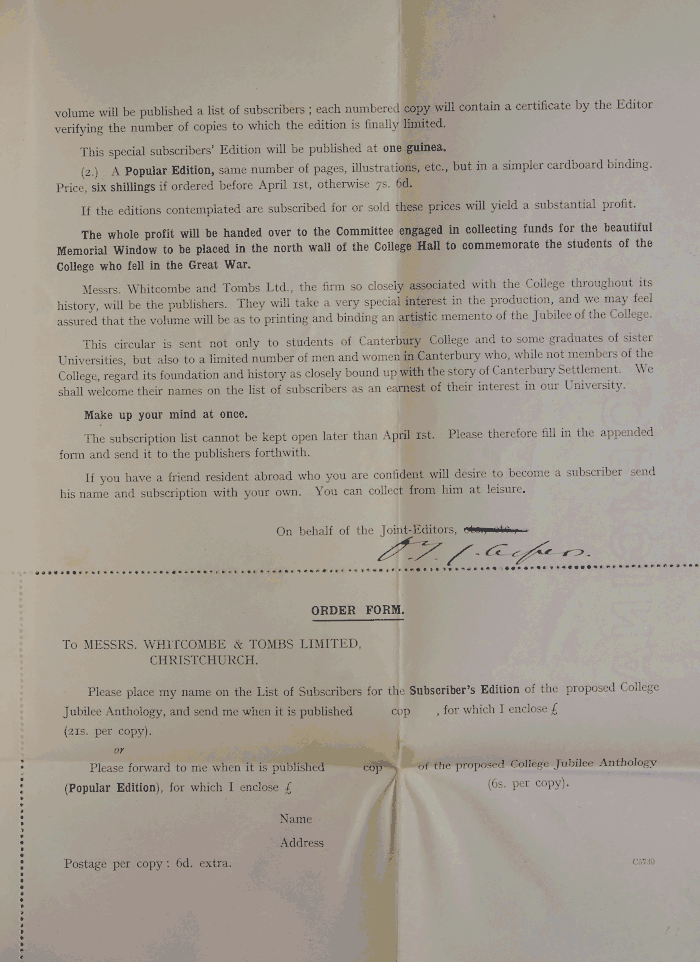 volume will be published a list of subscribers ; each numbered copy will contain a certificate by the Editor
verifying the number of copies to which the edition is finally limited.
This special subscribers' Edition will be published at one guinea.
(2.) A Popular Edition, same number of pages, illustrations, etc., but in a simpler cardboard binding.
Price, six shillings if ordered before April 1st, otherwise 7s. 6d.
If the editions contemplated are subscribed for or sold these prices will yield a substantial profit.
The whole profit will be handed over to the Committee engaged in collecting funds for the beautiful
Memorial Window to be placed in the north wall of the College Hall to commemorate the students of the
College who fell in the Great War.
Messrs. Whitcombe and Tombs Ltd., the firm so closely associated with the College throughout its
history, will be the publishers. They will take a very special interest in the production, and we may feel
assured that the volume will be as to printing and binding an artistic memento of the Jubilee of the College.
This circular is sent not only to students of Canterbury College and to some graduates of sister
Universities, but also to a limited number of men and women in Canterbury who, while not members of the
College, regard its foundation and history as closely bound up with the story of Canterbury Settlement. We
shall welcome their names on the list of subscribers as an earnest of their interest in our University.
Make up your mind at once.
The subscription list cannot be kept open later than April 1st. Please therefore fill in the appended
form and send it to the publishers forthwith.
If you have a friend resident abroad who you are confident will desire to become a subscriber send
his name and subscription with your own. You can collect from him at leisure.
On behalf of the Joint-Editors,
ORDER FORM.
To MESSRS. WHITCOMBE & TOMBS LIMITED,
CHRISTCHURCH.
Please place my name on the List of Subscribers for the Subscriber's Edition of the proposed College
Jubilee Anthology, and send me when it is published cop , for which I enclose £
(21s. per copy).
or
Please forward to me when it is published cop of the proposed College Jubilee Anthology
(Popular Edition), for which I enclose £ (6s. per copy).
Name
Address
Postage per copy : 6d. extra.
C5739